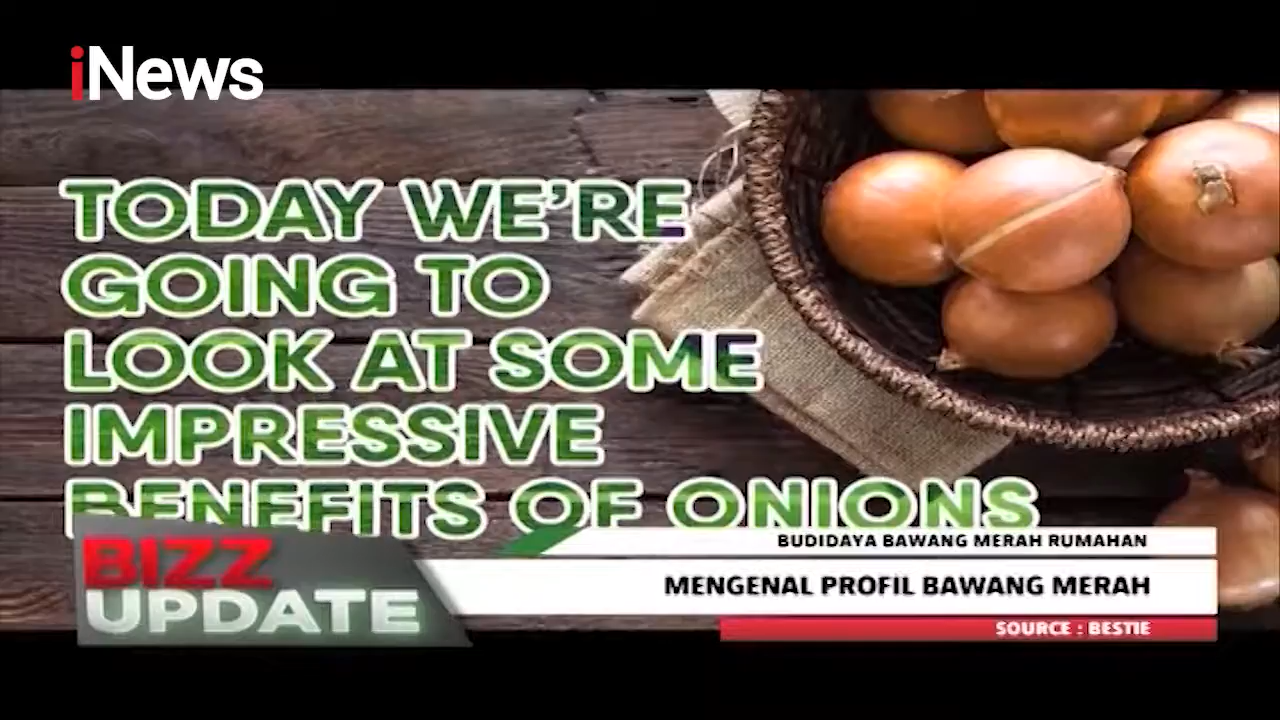 iNews
TODAY WE'RE
GOING TO
LOOK AT SOME
IMPRESSIVE
BENEFITS OF ONIONS
BUDIDAYA BAWANG MERAH RUMAHAN
BIZZ
UPDATE
MENGENAL PROFIL BAWANG MERAH
SOURCE : BESTIE